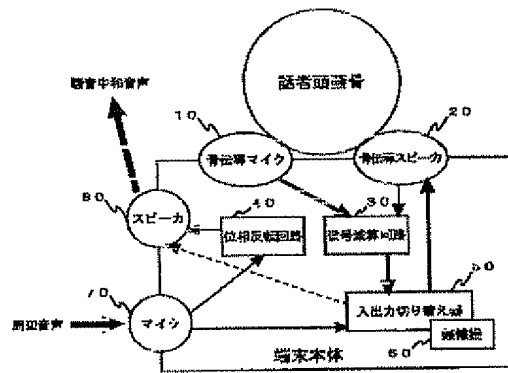 話者頭蓋骨
騒音中和音声
10
骨伝導マイク
20
骨伝導スピーカ
80
スピーカ
40
位相反転回路
30
信号減算回路
70
マイク
周辺音声
入出力切り替え
60
端末本体